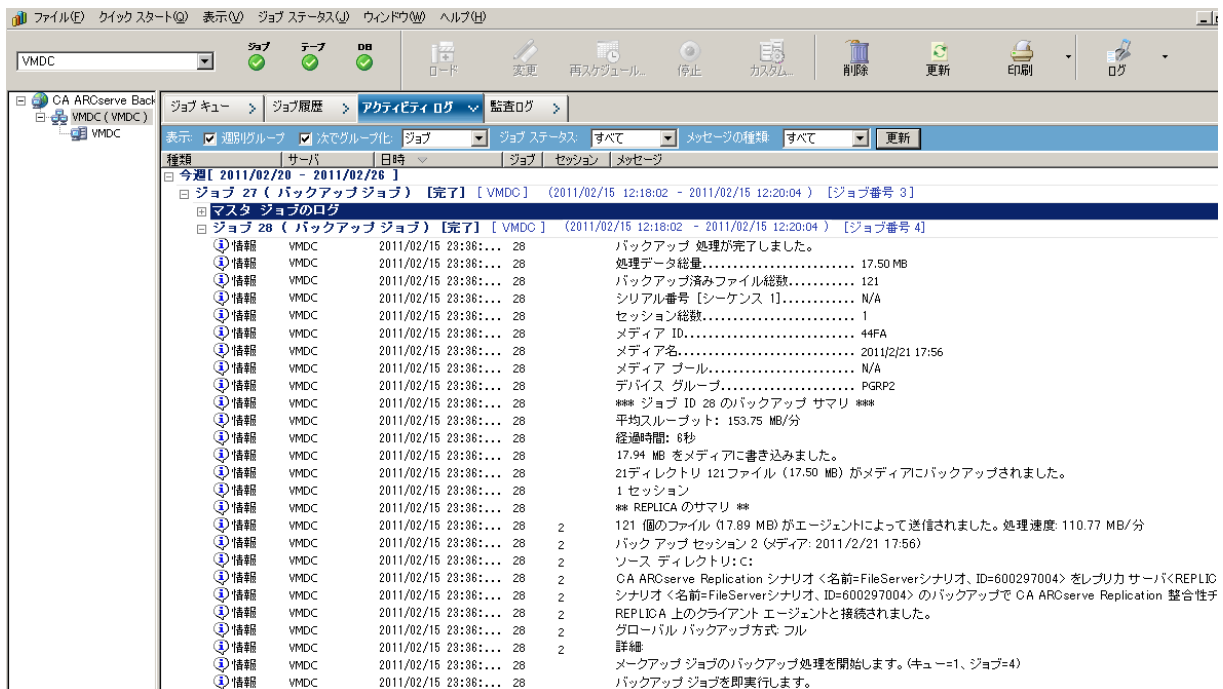 ファイル(F) クイック スタート(Q) 表示(V) ジョブ ステータス(J) ウィンドウ(W) ヘルプ(H)
VMDC ジョブ テープ DB ロード 変更 再スケジュール... 停止 カスタム... 削除 更新 印刷 ログ
CA ARCserve Back
VMDC ( VMDC )
VMDC
ジョブ キュー ジョブ履歴 アクティビティ ログ 監査ログ
表示: 週別グループ 次でグループ化: ジョブ ジョブ ステータス: すべて メッセージの種類: すべて 更新
種類 サーバ 日時 ジョブ セッション メッセージ
今週[ 2011/02/20 - 2011/02/26 ]
ジョブ 27 ( バックアップ ジョブ ) [完了] [ VMDC ] (2011/02/15 12:18:02 - 2011/02/15 12:20:04 ) [ジョブ番号 3]
マスタ ジョブのログ
ジョブ 28 ( バックアップ ジョブ ) [完了] [ VMDC ] (2011/02/15 12:18:02 - 2011/02/15 12:20:04 ) [ジョブ番号 4]
情報 VMDC 2011/02/15 23:36:... 28 バックアップ 処理が完了しました。
情報 VMDC 2011/02/15 23:36:... 28 処理データ総量......................... 17.50 MB
情報 VMDC 2011/02/15 23:36:... 28 バックアップ済みファイル総数........... 121
情報 VMDC 2011/02/15 23:36:... 28 シリアル番号 [シーケンス 1]............ N/A
情報 VMDC 2011/02/15 23:36:... 28 セッション総数......................... 1
情報 VMDC 2011/02/15 23:36:... 28 メディア ID............................ 44FA
情報 VMDC 2011/02/15 23:36:... 28 メディア名............................. 2011/2/21 17:56
情報 VMDC 2011/02/15 23:36:... 28 メディア プール........................ N/A
情報 VMDC 2011/02/15 23:36:... 28 デバイス グループ...................... PGRP2
情報 VMDC 2011/02/15 23:36:... 28 *** ジョブ ID 28 のバックアップ サマリ ***
情報 VMDC 2011/02/15 23:36:... 28 平均スループット: 153.75 MB/分
情報 VMDC 2011/02/15 23:36:... 28 経過時間: 6秒
情報 VMDC 2011/02/15 23:36:... 28 17.94 MB をメディアに書き込みました。
情報 VMDC 2011/02/15 23:36:... 28 21ディレクトリ 121ファイル (17.50 MB) がメディアにバックアップされました。
情報 VMDC 2011/02/15 23:36:... 28 1 セッション
情報 VMDC 2011/02/15 23:36:... 28 ** REPLICA のサマリ **
情報 VMDC 2011/02/15 23:36:... 28 2 121 個のファイル (17.89 MB) がエージェントによって送信されました。処理速度: 110.77 MB/分
情報 VMDC 2011/02/15 23:36:... 28 2 バック アップ セッション 2 (メディア: 2011/2/21 17:56)
情報 VMDC 2011/02/15 23:36:... 28 2 ソース ディレクトリ: C:
情報 VMDC 2011/02/15 23:36:... 28 2 CA ARCserve Replication シナリオ <名前=FileServerシナリオ、ID=600297004> をレプリカ サーバ<REPLIC
情報 VMDC 2011/02/15 23:36:... 28 2 シナリオ <名前=FileServerシナリオ、ID=600297004> のバックアップで CA ARCserve Replication 整合性チ
情報 VMDC 2011/02/15 23:36:... 28 2 REPLICA 上のクライアント エージェントと接続されました。
情報 VMDC 2011/02/15 23:36:... 28 2 グローバル バックアップ方式: フル
情報 VMDC 2011/02/15 23:36:... 28 2 詳細:
情報 VMDC 2011/02/15 23:36:... 28 メークアップ ジョブのバックアップ処理を開始します。(キュー=1、ジョブ=4)
情報 VMDC 2011/02/15 23:36:... 28 バックアップ ジョブを即実行します。